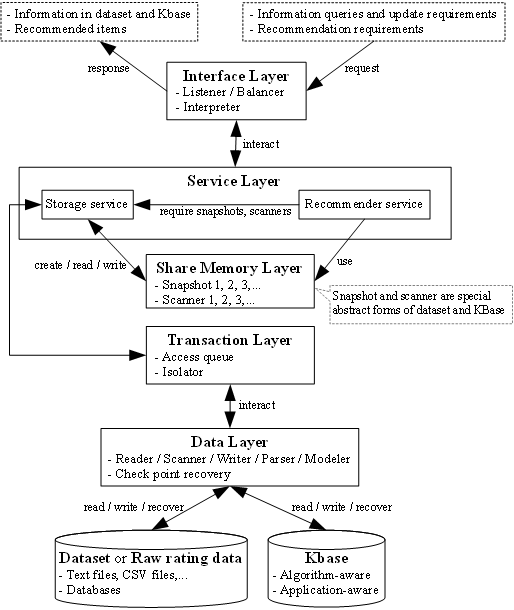 - Information in dataset and Kbase
- Recommended items
- Information queries and update requirements
- Recommendation requirements
response
request
Interface Layer
- Listener / Balancer
- Interpreter
interact
Service Layer
Storage service
Recommender service
require snapshots, scanners
create / read / write
use
Share Memory Layer
- Snapshot 1, 2, 3,...
- Scanner 1, 2, 3,...
Snapshot and scanner are special
abstract forms of dataset and KBase
Transaction Layer
- Access queue
- Isolator
interact
Data Layer
- Reader / Scanner / Writer / Parser / Modeler
- Check point recovery
read / write / recover
read / write / recover
Dataset or Raw rating data
- Text files, CSV files,...
- Databases
Kbase
- Algorithm-aware
- Application-aware